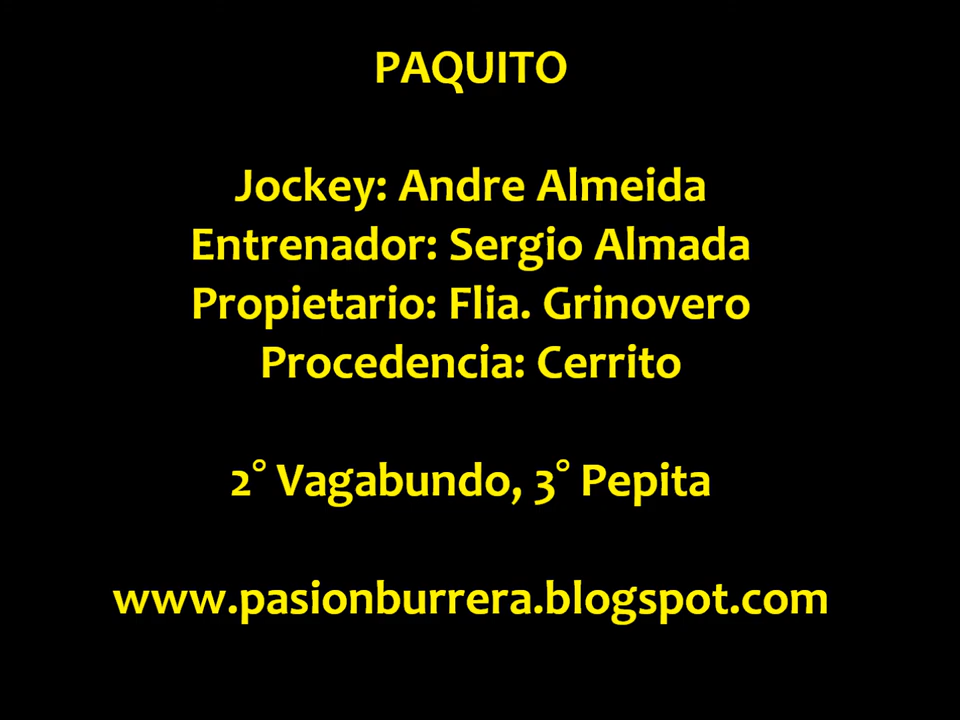 PAQUITO
Jockey: Andre Almeida
Entrenador: Sergio Almada
Propietario: Flia. Grinovero
Procedencia: Cerrito
2° Vagabundo, 3° Pepita
www.pasionburrera.blogspot.com